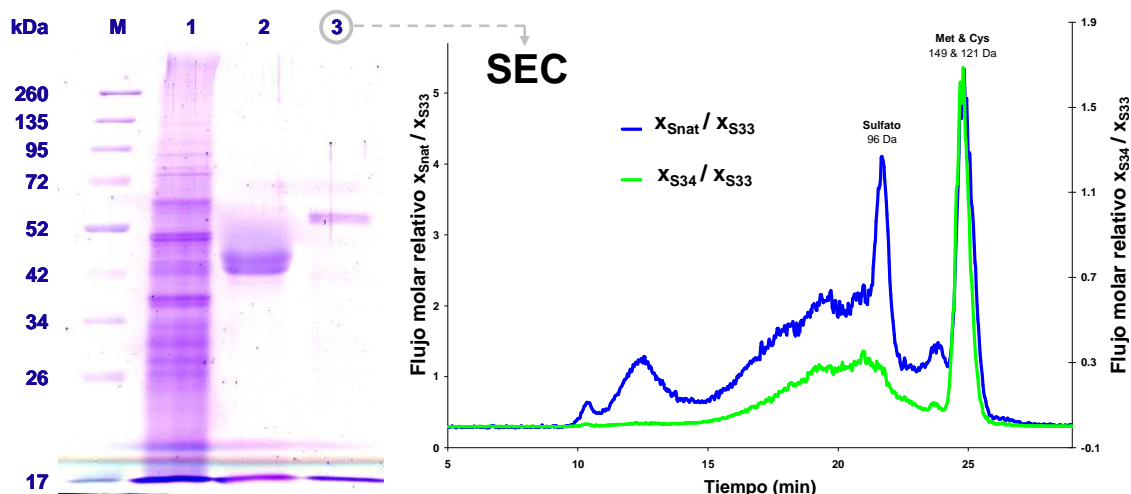 kDa M 1 2 3
260
135
95
72
52
42
34
26
17
SEC
Flujo molar relativo xSnat / xS33
5
4
3
2
1
0
xSnat / xS33
xS34 / xS33
Sulfato
96 Da
Met & Cys
149 & 121 Da
1.9
1.5
1.1
0.7
0.3
-0.1
Flujo molar relativo xS34 / xS33
5 10 15 20 25
Tiempo (min)